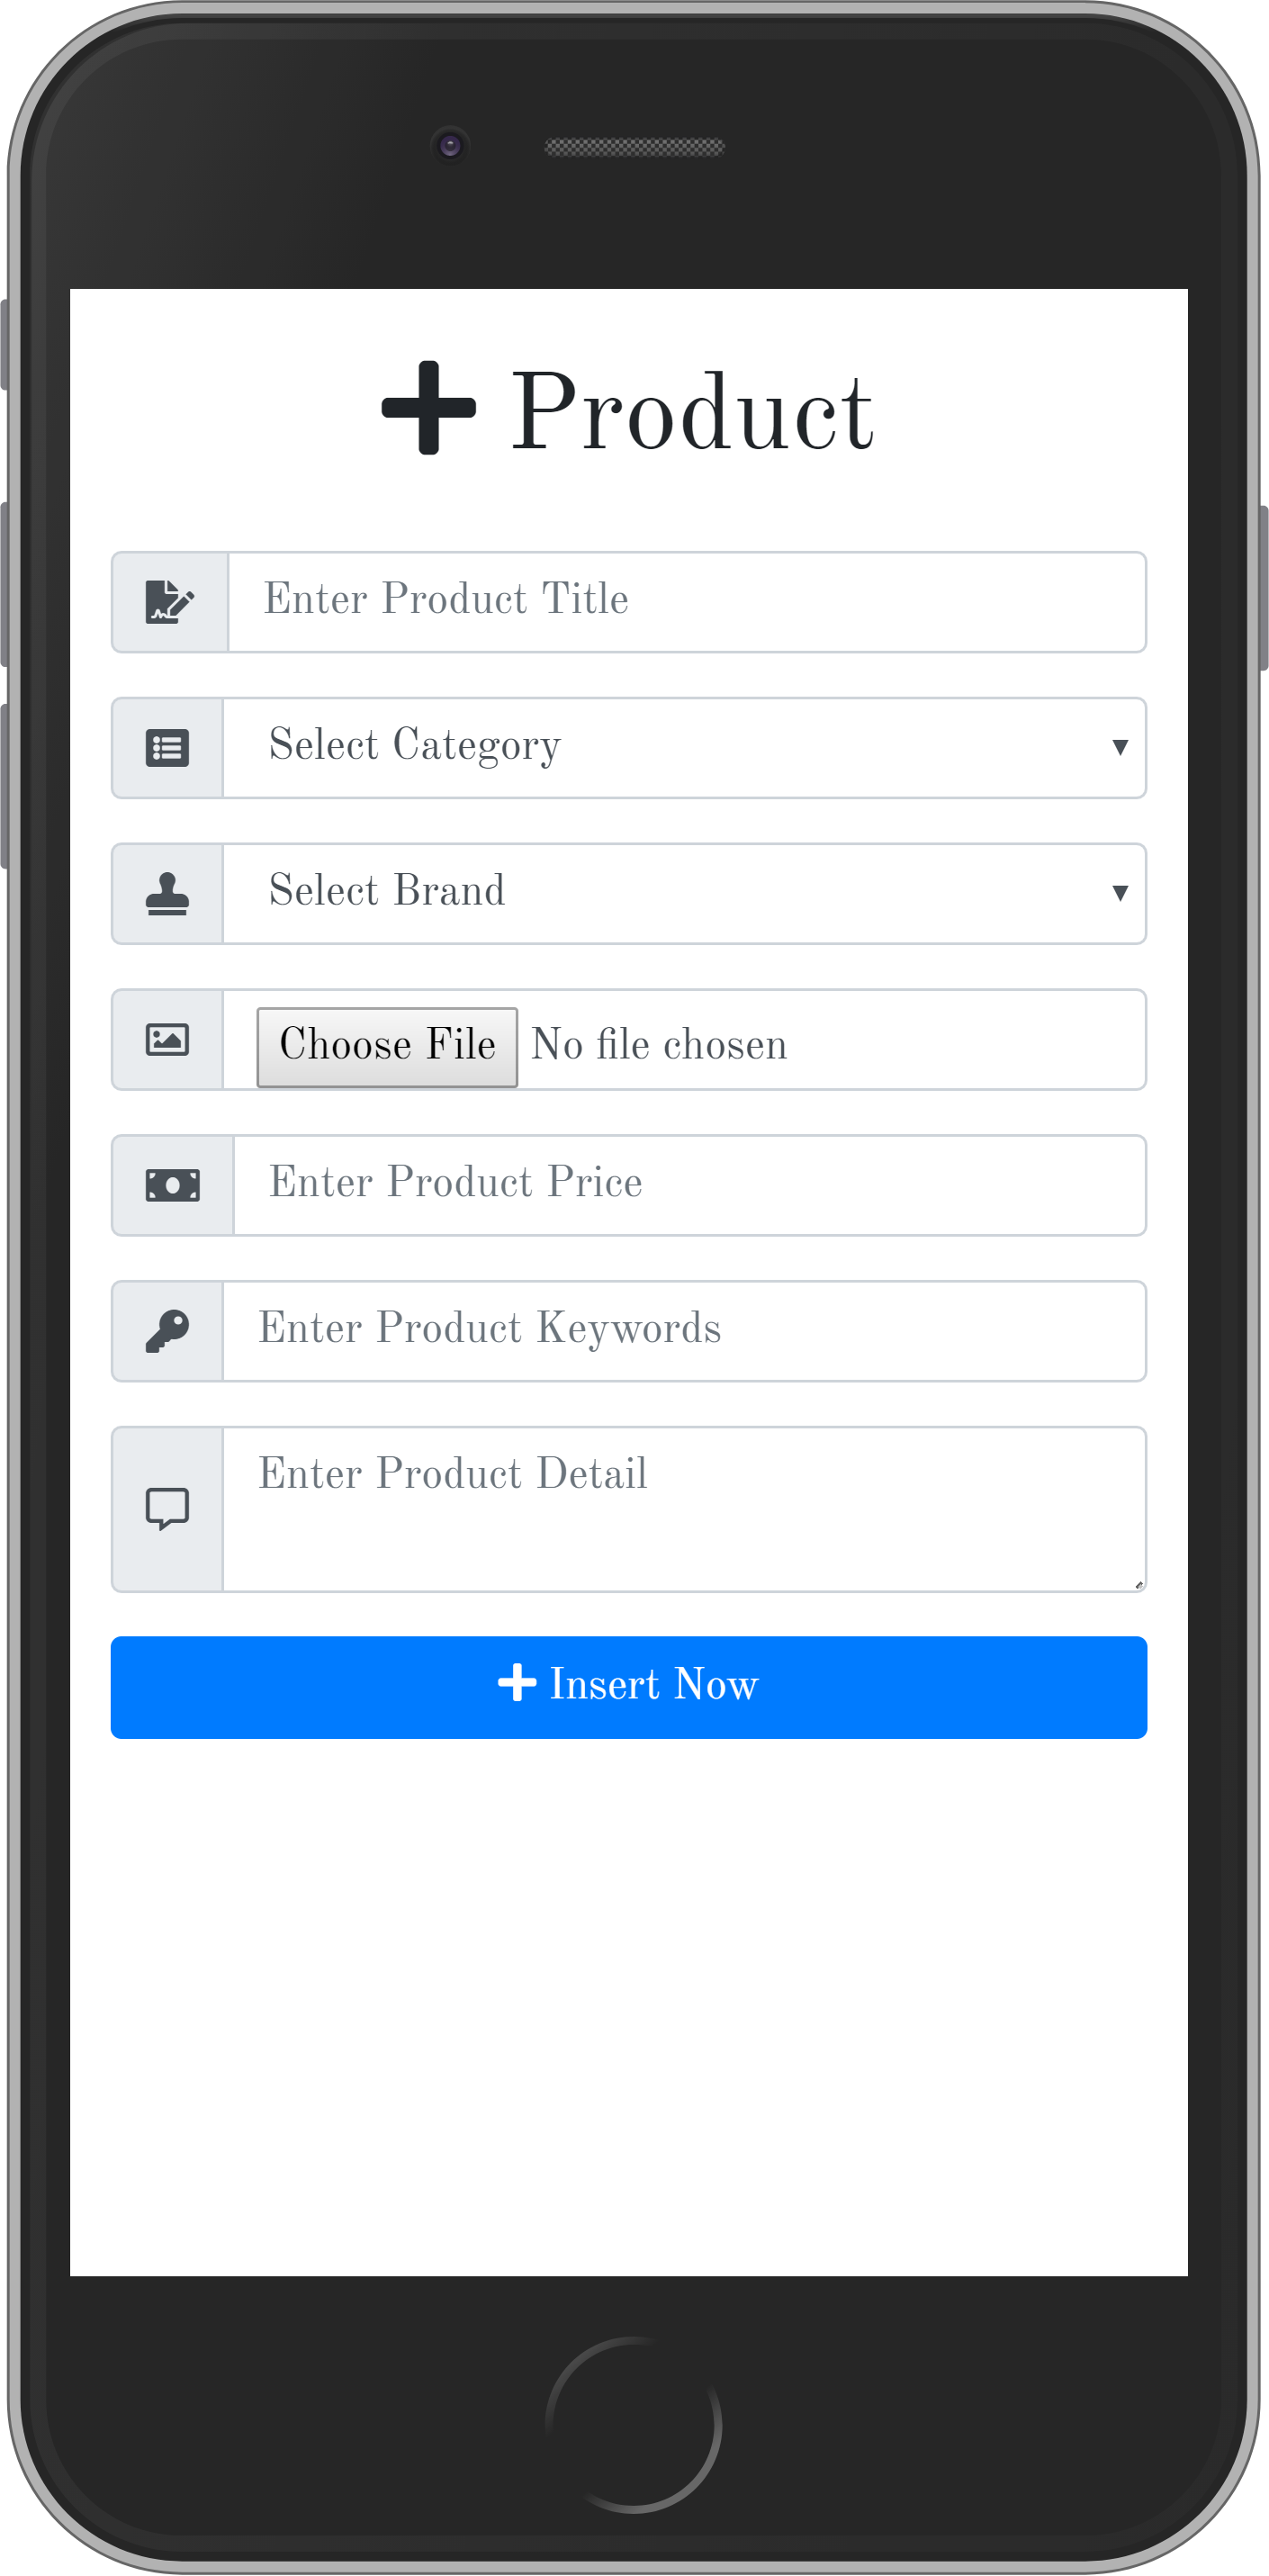 Product
Enter Product Title
Select Category
Select Brand
Choose File No file chosen
Enter Product Price
Enter Product Keywords
Enter Product Detail
Insert Now